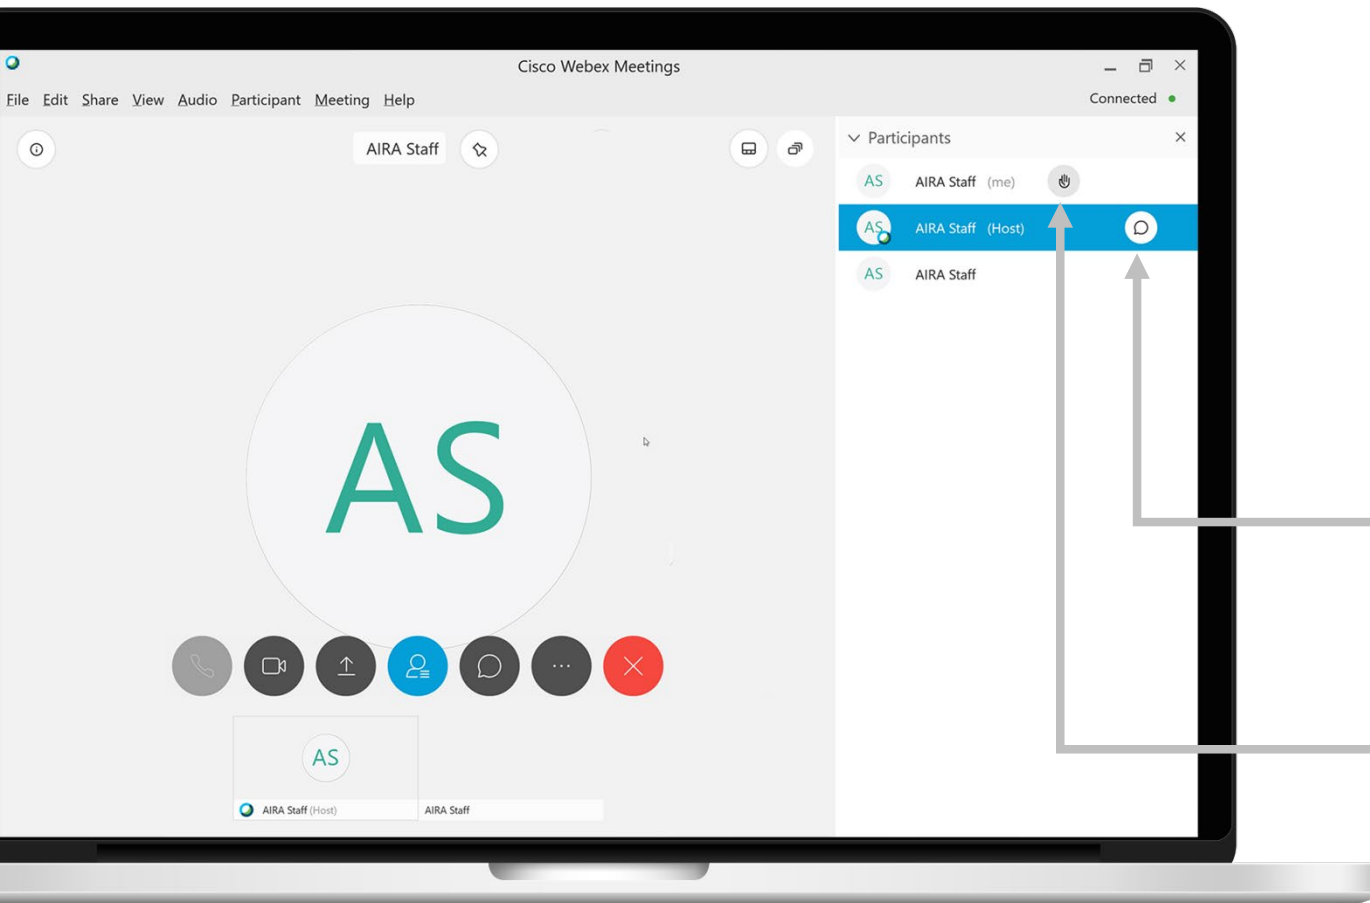 Cisco Webex Meetings
File Edit Share View Audio Participant Meeting Help
Connected
AIRA Staff
Participants
AS AIRA Staff (me)
AS AIRA Staff (Host)
AS AIRA Staff
AS
AS
AIRA Staff (Host)
AIRA Staff